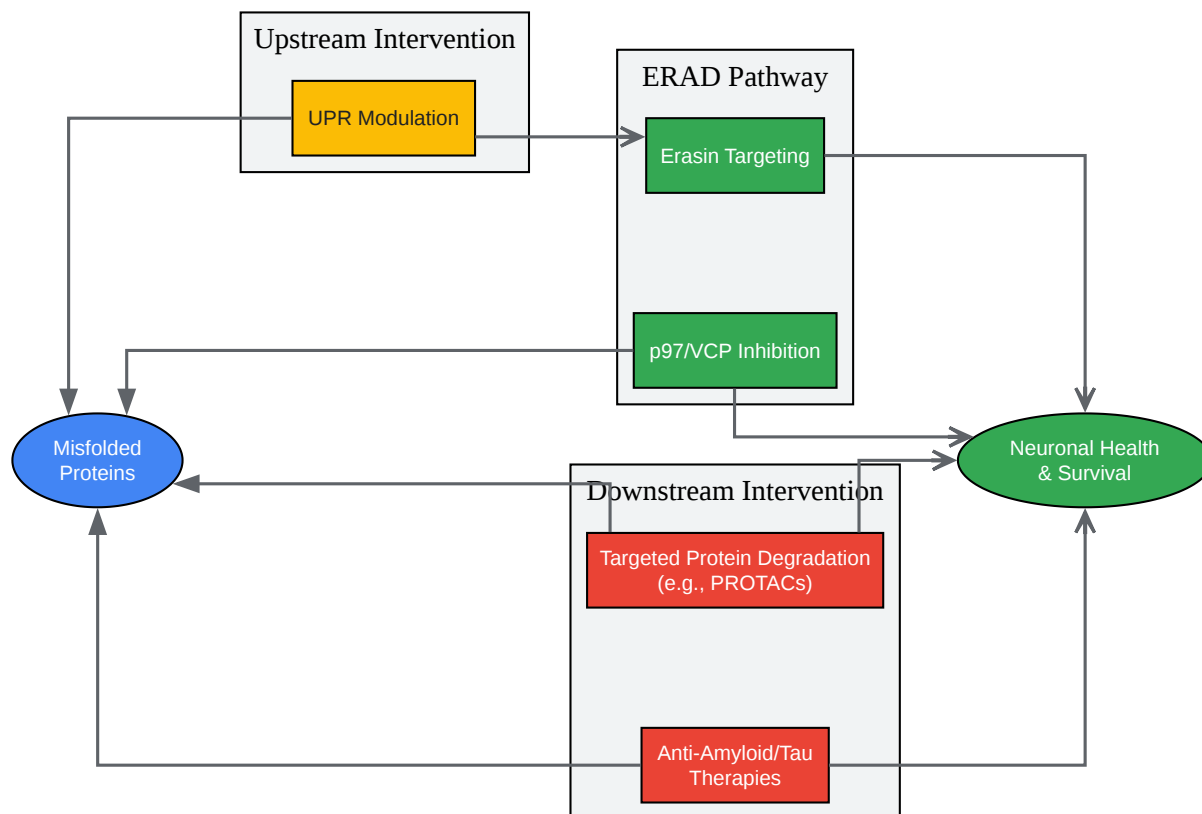 Upstream Intervention
UPR Modulation
ERAD Pathway
Erasin Targeting
p97/VCP Inhibition
Misfolded
Proteins
Neuronal Health
& Survival
Downstream Intervention
Targeted Protein Degradation
(e.g., PROTACs)
Anti-Amyloid/Tau
Therapies